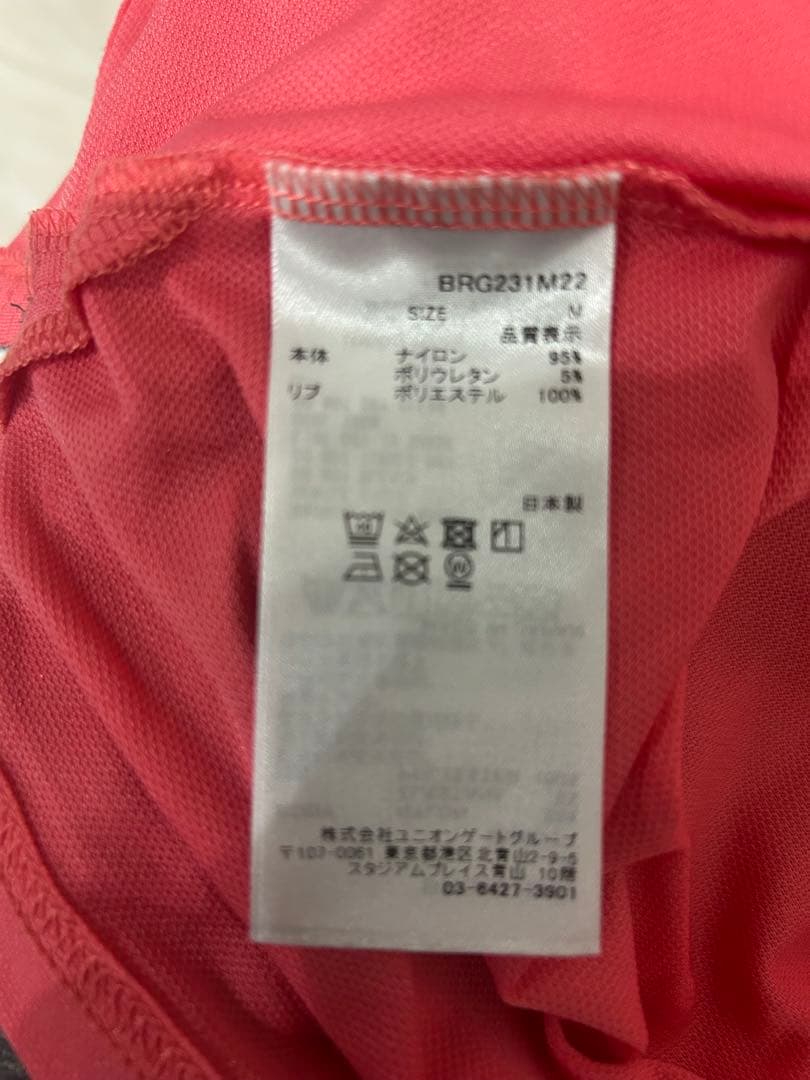 BRG231M22
SIZE M
品質表示
本体 ナイロン 95%
ポリウレタン 5%
リブ ポリエステル 100%
日本製
株式会社ユニオンゲートグループ
〒107-0061 東京都港区北青山2-9-5
スタジアムプレイス青山 10階
03-6427-3901